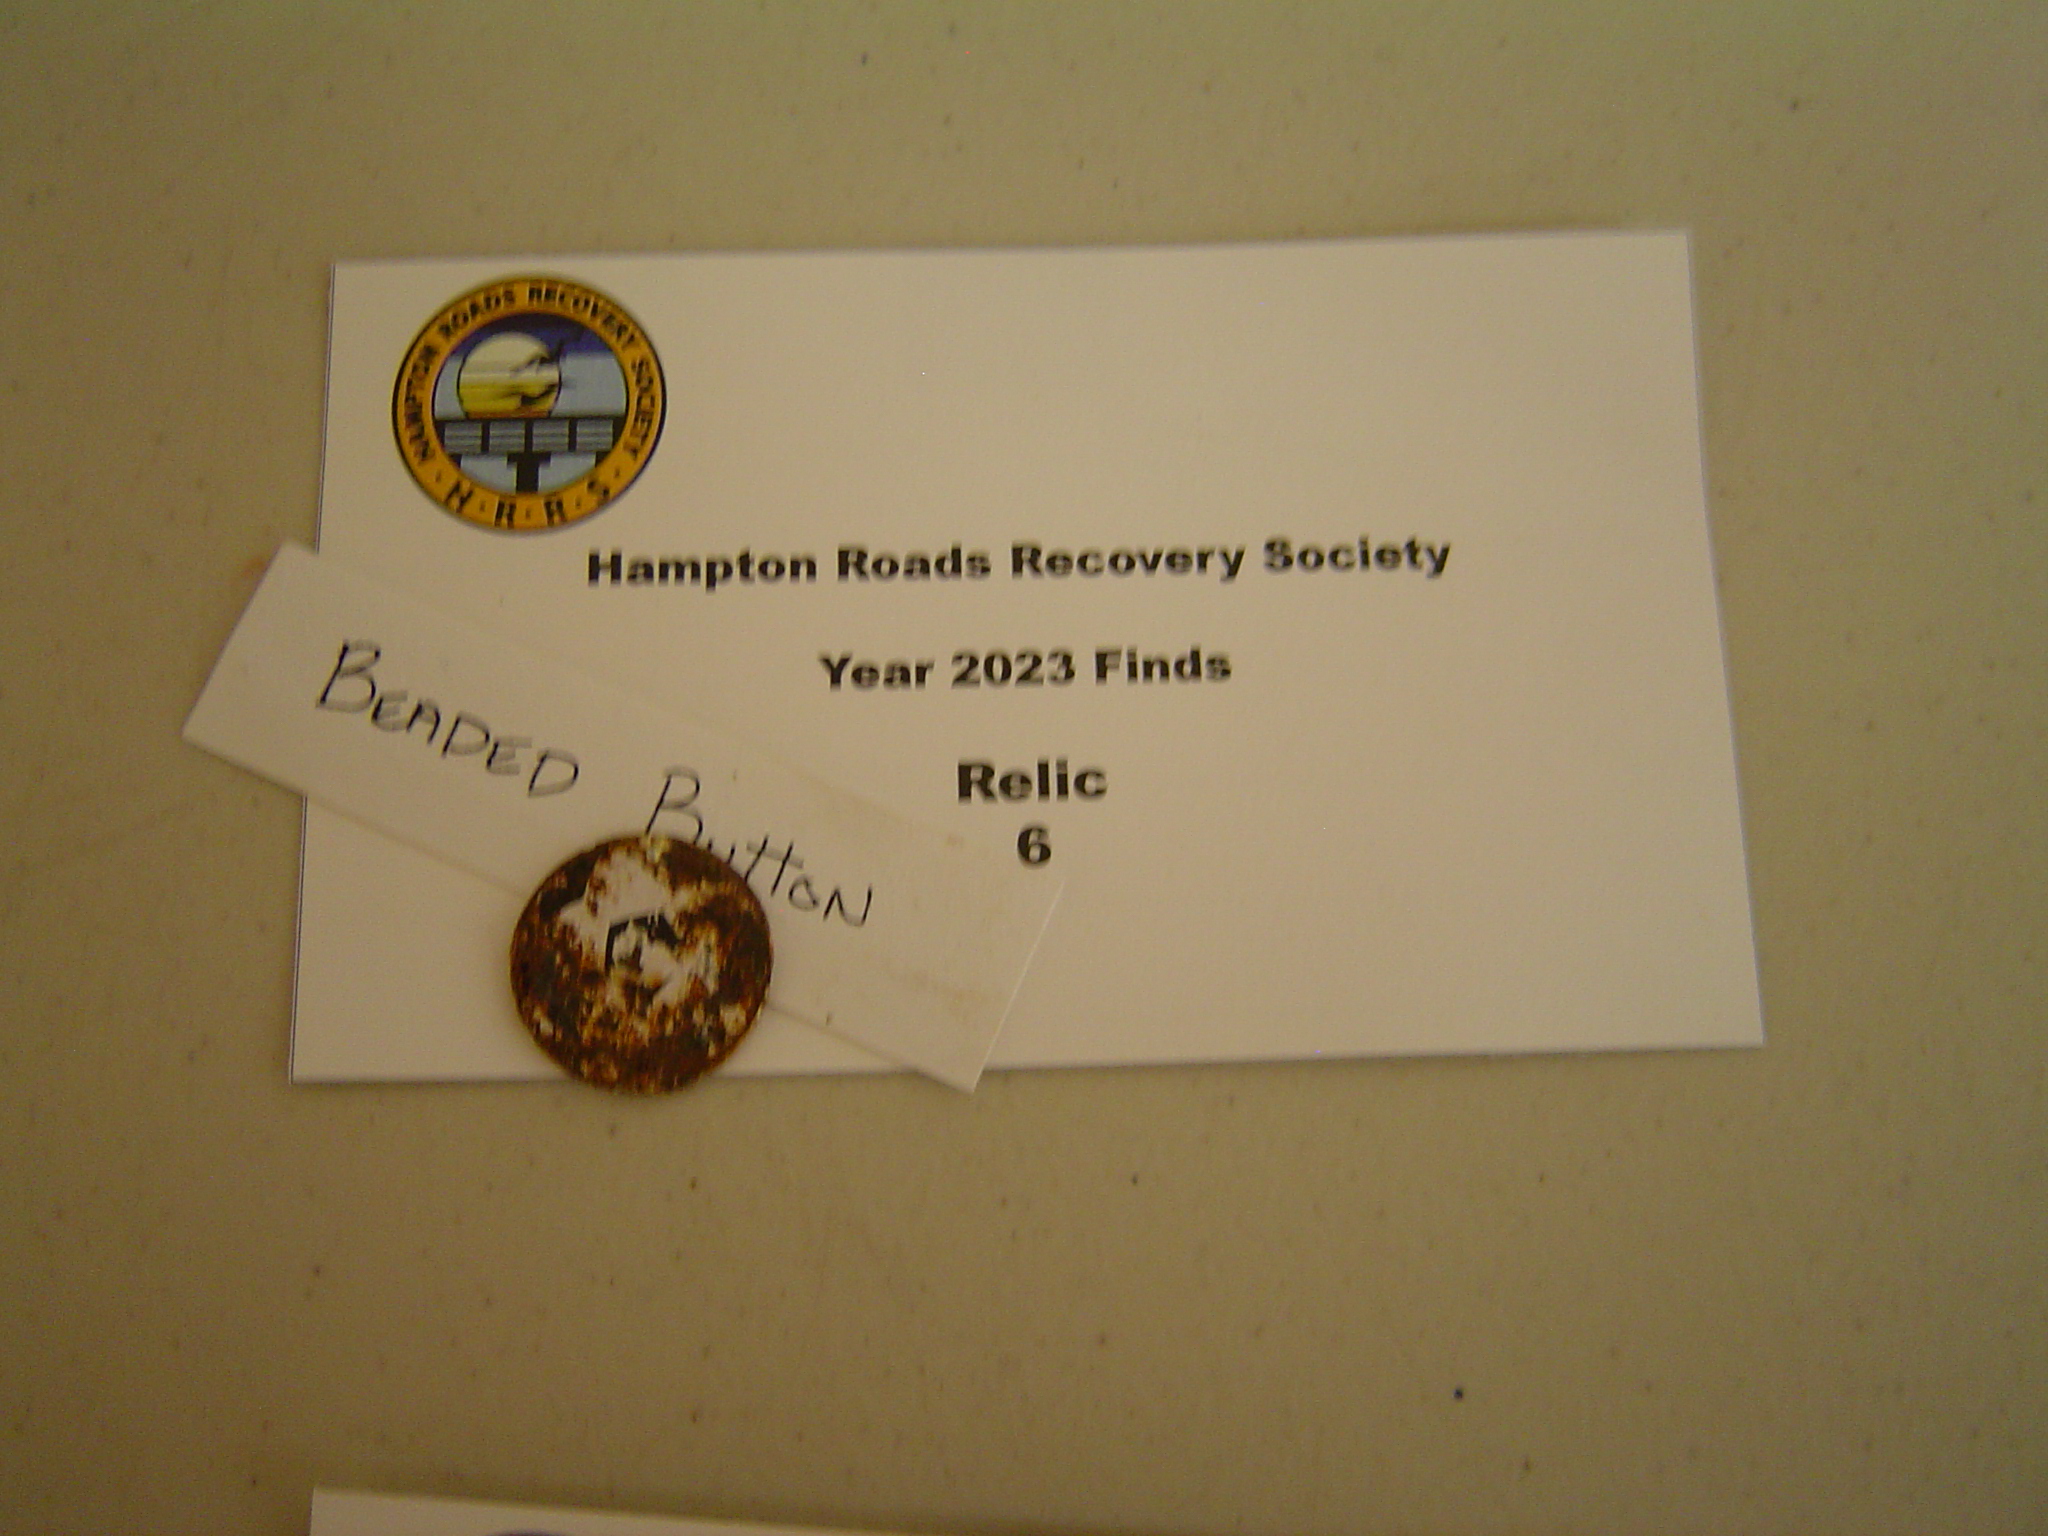 HAMPTON ROADS RECOVERY SOCIETY
· H · R · R · S ·
Hampton Roads Recovery Society
Year 2023 Finds
Relic
6
BEADED BUTTON